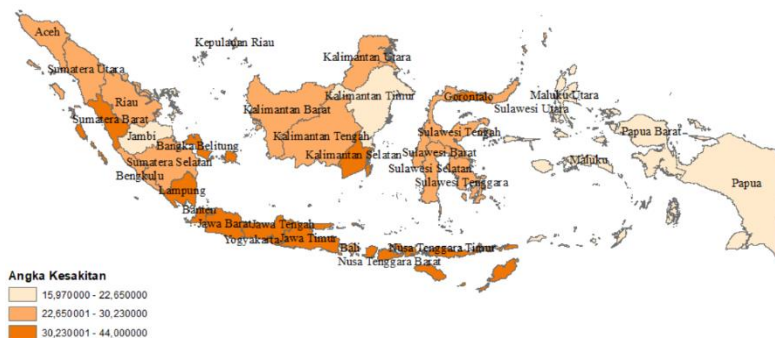 Aceh
Kepulauan Riau
Kalimantan Utara
Sumatera Utara
Kalimantan Timur
Maluku Utara
Riau
Kalimantan Barat
Gorontalo
Sulawesi Utara
Sumatera Barat
Jambi
Kalimantan Tengah
Sulawesi Tengah
Papua Barat
Bangka Belitung
Kalimantan Selatan
Sulawesi Barat
Maluku
Sumatera Selatan
Sulawesi Selatan
Bengkulu
Sulawesi Tenggara
Papua
Lampung
Banten
Jawa Barat
Jawa Tengah
Yogyakarta
Jawa Timur
Bali
Nusa Tenggara Timur
Nusa Tenggara Barat
Angka Kesakitan
15,970000 - 22,650000
22,650001 - 30,230000
30,230001 - 44,000000